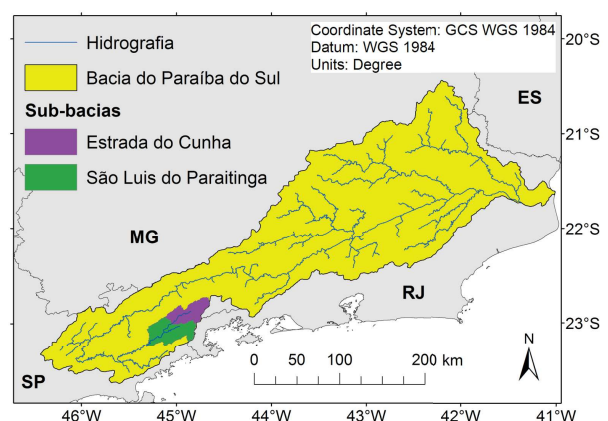 Hidrografia
Bacia do Paraíba do Sul
Sub-bacias
Estrada do Cunha
São Luis do Paraitinga
Coordinate System: GCS WGS 1984
Datum: WGS 1984
Units: Degree
20°S
ES
21°S
MG
22°S
RJ
23°S
SP
0 50 100 200 km
N
46°W 45°W 44°W 43°W 42°W 41°W